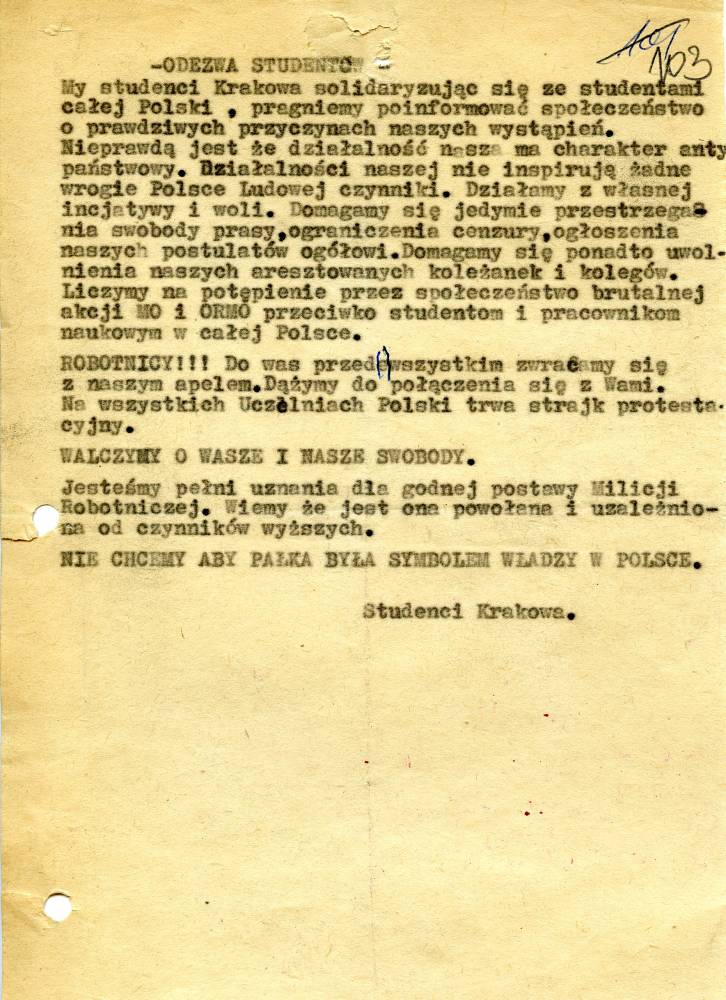 103
-ODEZWA STUDENTÓW -
My studenci Krakowa solidaryzując się ze studentami
całej Polski , pragniemy poinformować społeczeństwo
o prawdziwych przyczynach naszych wystąpień.
Nieprawdą jest że działalność nasza ma charakter anty
państwowy. Działalności naszej nie inspirują żadne
wrogie Polsce Ludowej czynniki. Działamy z własnej
incjatywy i woli. Domagamy się jedymie przestrzega-
nia swobody prasy,ograniczenia cenzury,ogłoszenia
naszych postulatów ogółowi.Domagamy się ponadto uwol-
nienia naszych aresztowanych koleżanek i kolegów.
Liczymy na potępienie przez społeczeństwo brutalnej
akcji MO i ORMO przeciwko studentom i pracownikom
naukowym w całej Polsce.
ROBOTNICY!!! Do was przedewszystkim zwracamy się
z naszym apelem.Dążymy do połączenia się z Wami.
Na wszystkich Uczelniach Polski trwa strajk protesta-
cyjny.
WALCZYMY O WASZE I NASZE SWOBODY.
Jesteśmy pełni uznania dla godnej postawy Milicji
Robotniczej. Wiemy że jest ona powołana i uzależnio-
na od czynników wyższych.
NIE CHCEMY ABY PAŁKA BYŁA SYMBOLEM WŁADZY W POLSCE.
Studenci Krakowa.